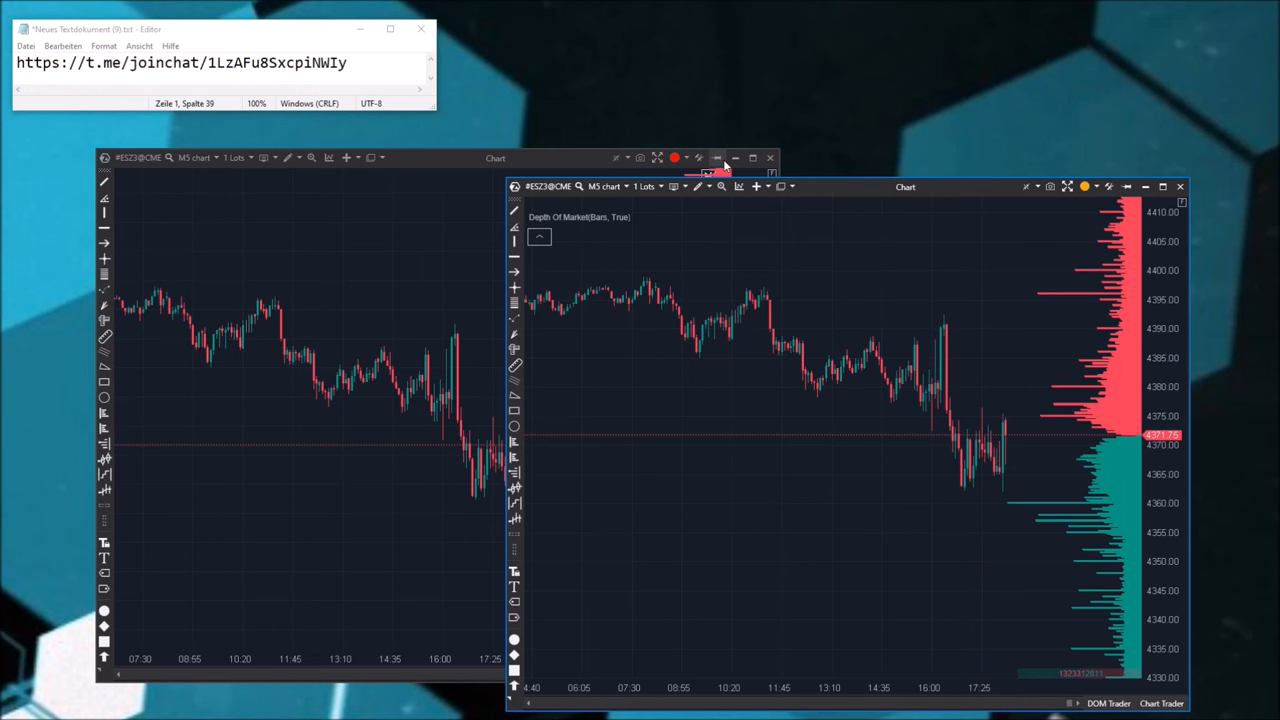 *Neues Textdokument (9).txt - Editor
Datei Bearbeiten Format Ansicht Hilfe
https://t.me/joinchat/1LzAFu8SxcpiNWIy
Zeile 1, Spalte 39 100% Windows (CRLF) UTF-8
#ESZ3@CME M5 chart 1 Lots Chart
07:30 08:55 10:20 11:45 13:10 14:35 16:00 17:25
#ESZ3@CME M5 chart 1 Lots Chart
F
Depth Of Market(Bars, True)
4410.00
4405.00
4400.00
4395.00
4390.00
4385.00
4380.00
4375.00
4371.75
4370.00
4365.00
4360.00
4355.00
4350.00
4345.00
4340.00
4335.00
4330.00
4:40 06:05 07:30 08:55 10:20 11:45 13:10 14:35 16:00 17:25
DOM Trader Chart Trader